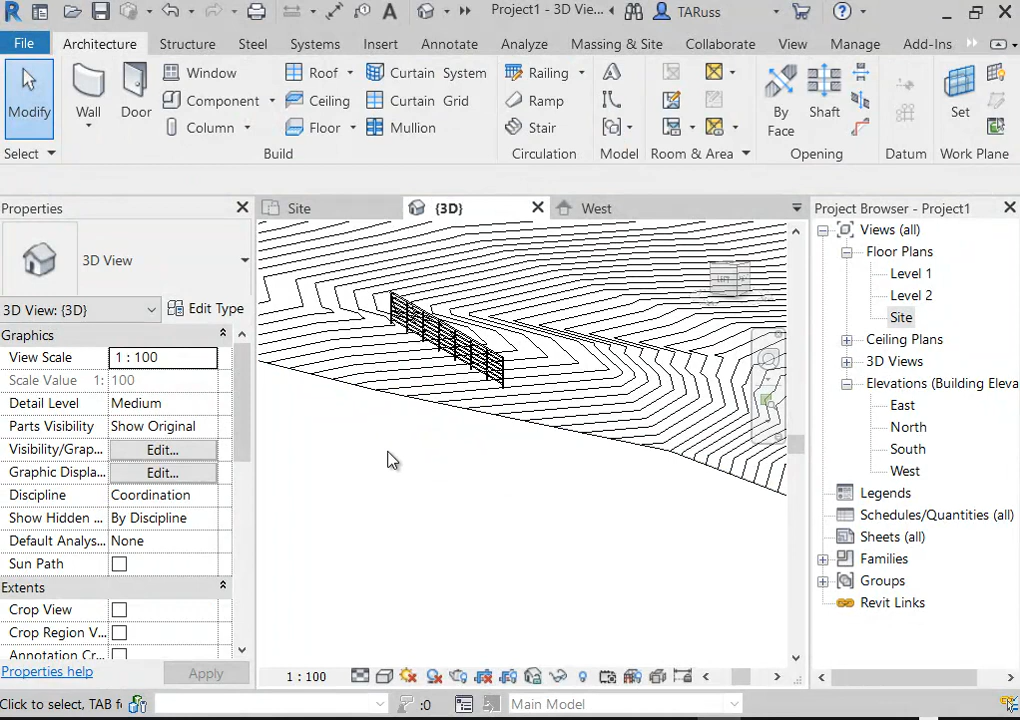 Project1 - 3D Vie...
TARuss
File
Architecture
Structure
Steel
Systems
Insert
Annotate
Analyze
Massing & Site
Collaborate
View
Manage
Add-Ins
Modify
Wall
Door
Window
Component
Column
Roof
Ceiling
Floor
Curtain System
Curtain Grid
Mullion
Railing
Ramp
Stair
By
Face
Shaft
Set
Select
Build
Circulation
Model
Room & Area
Opening
Datum
Work Plane
Properties
3D View
3D View: {3D}
Edit Type
Graphics
View Scale
1 : 100
Scale Value 1:
100
Detail Level
Medium
Parts Visibility
Show Original
Visibility/Grap...
Edit...
Graphic Displa...
Edit...
Discipline
Coordination
Show Hidden ...
By Discipline
Default Analys...
None
Sun Path
Extents
Crop View
Crop Region V...
Annotation Cr...
Properties help
Apply
Site
{3D}
West
1 : 100
Project Browser - Project1
Views (all)
Floor Plans
Level 1
Level 2
Site
Ceiling Plans
3D Views
Elevations (Building Eleva
East
North
South
West
Legends
Schedules/Quantities (all)
Sheets (all)
Families
Groups
Revit Links
Click to select, TAB f
:0
Main Model